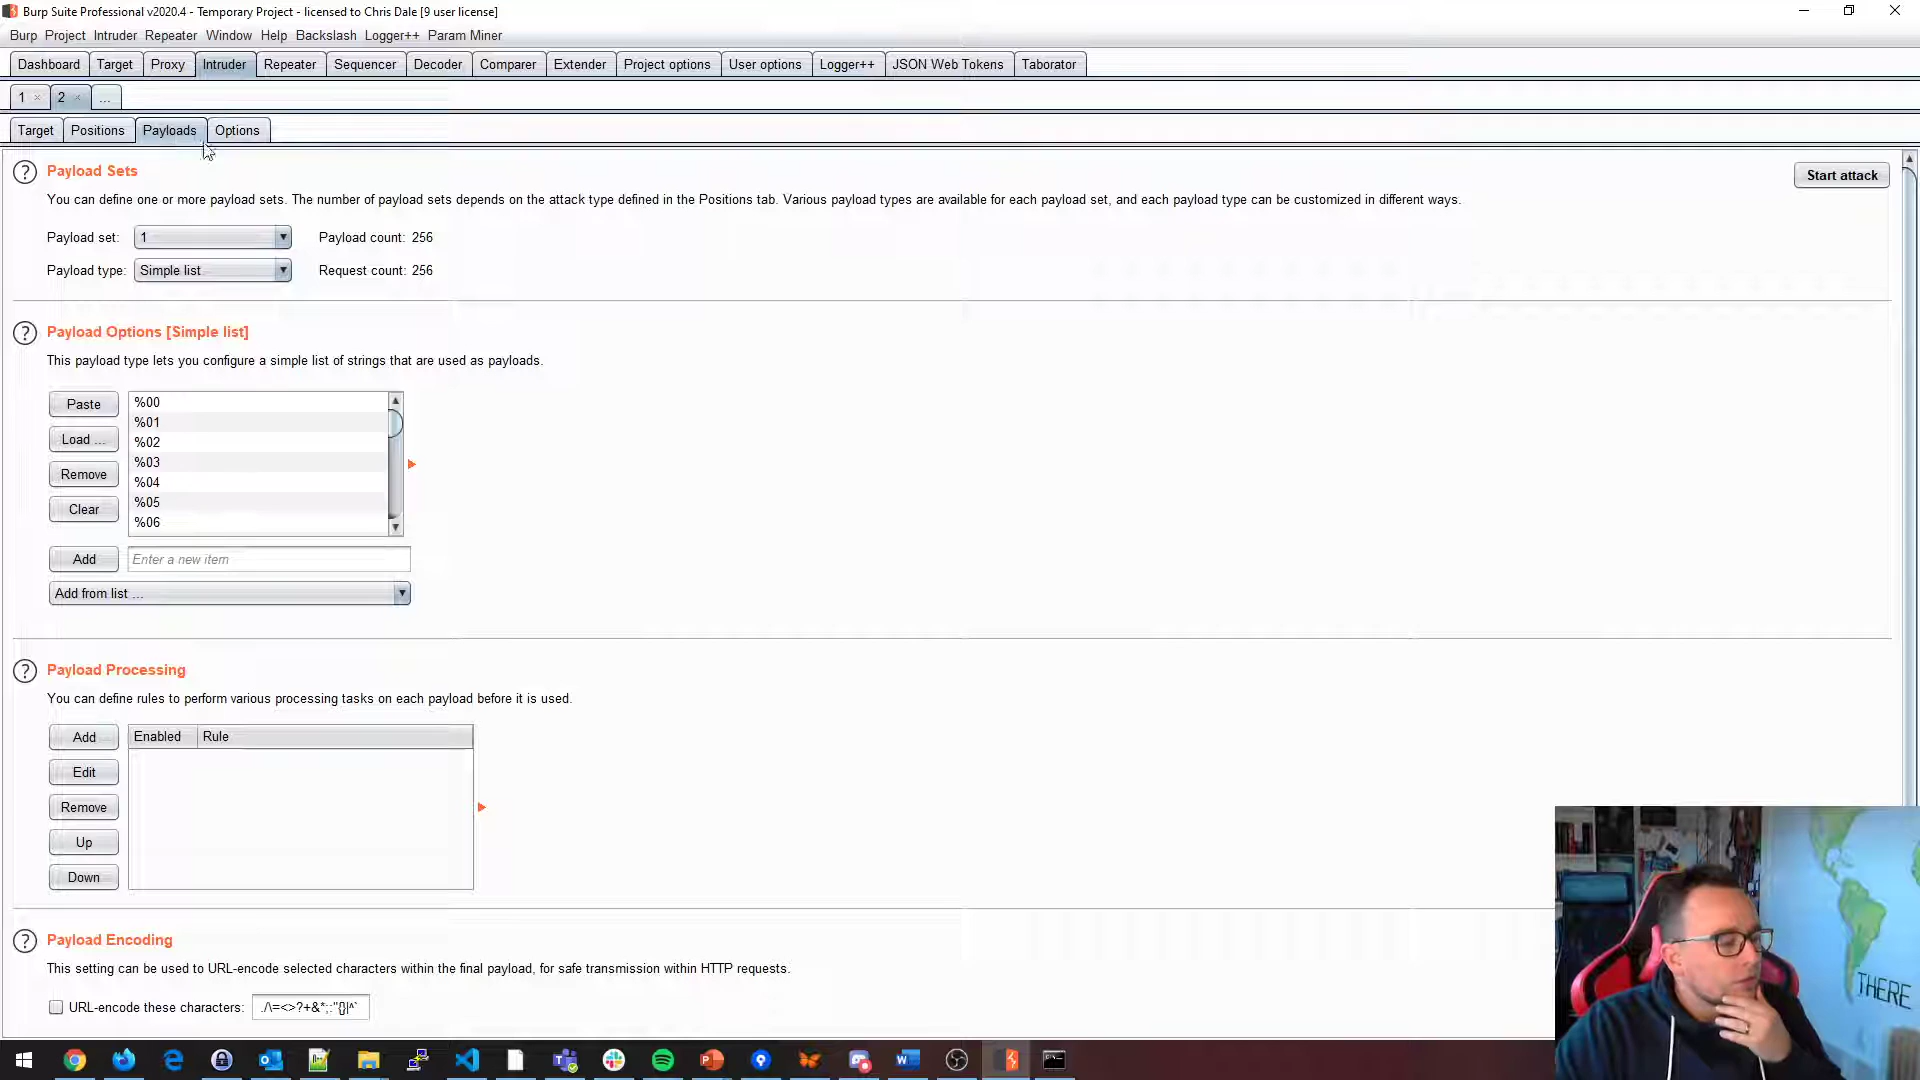 Burp Suite Professional v2020.4 - Temporary Project - licensed to Chris Dale [9 user license]
Burp Project Intruder Repeater Window Help Backslash Logger++ Param Miner
Dashboard Target Proxy Intruder Repeater Sequencer Decoder Comparer Extender Project options User options Logger++ JSON Web Tokens Taborator
1 × 2 × ...
Target Positions Payloads Options
? Payload Sets
Start attack
You can define one or more payload sets. The number of payload sets depends on the attack type defined in the Positions tab. Various payload types are available for each payload set, and each payload type can be customized in different ways.
Payload set: 1 Payload count: 256
Payload type: Simple list Request count: 256
? Payload Options [Simple list]
This payload type lets you configure a simple list of strings that are used as payloads.
Paste
Load ...
Remove
Clear
%00
%01
%02
%03
%04
%05
%06
Add Enter a new item
Add from list ...
? Payload Processing
You can define rules to perform various processing tasks on each payload before it is used.
Add
Edit
Remove
Up
Down
Enabled Rule
? Payload Encoding
This setting can be used to URL-encode selected characters within the final payload, for safe transmission within HTTP requests.
URL-encode these characters: ./\=<>?+&*;:"{}|^`
THERE